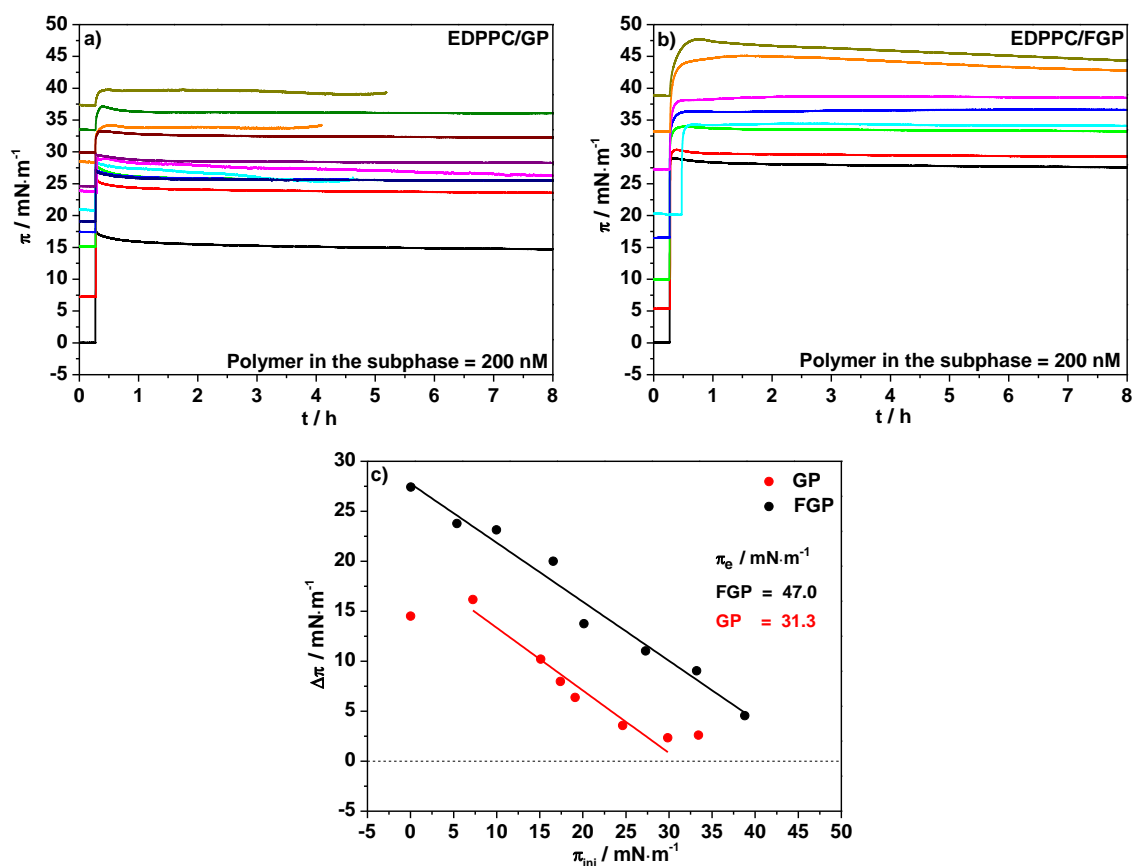 a)
EDPPC/GP
50
45
40
35
30
25
20
15
10
5
0
-5
π / mN·m⁻¹
Polymer in the subphase = 200 nM
0 1 2 3 4 5 6 7 8
t / h
b)
EDPPC/FGP
50
45
40
35
30
25
20
15
10
5
0
-5
π / mN·m⁻¹
Polymer in the subphase = 200 nM
0 1 2 3 4 5 6 7 8
t / h
c)
GP
FGP
πe / mN·m⁻¹
FGP = 47.0
GP = 31.3
30
25
20
15
10
5
0
-5
Δπ / mN·m⁻¹
-5 0 5 10 15 20 25 30 35 40 45 50
πinj / mN·m⁻¹